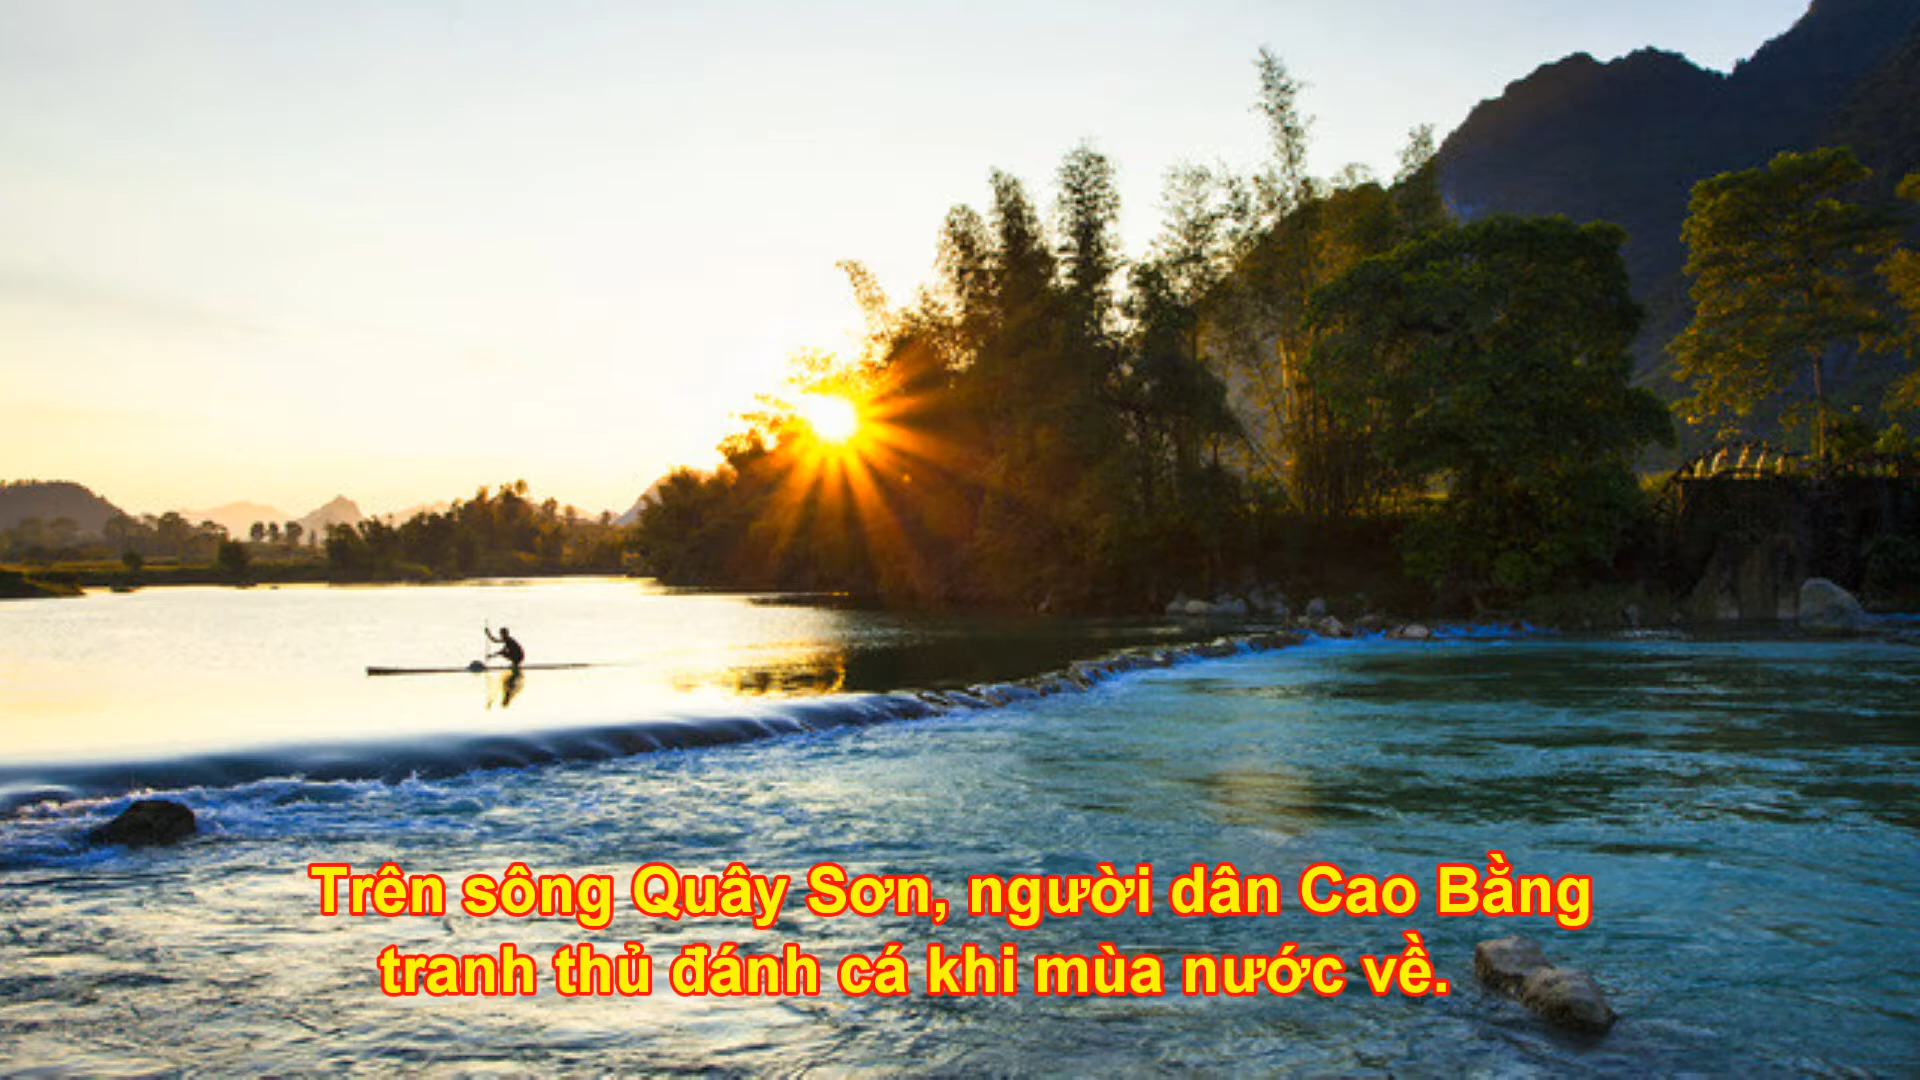 Trên sông Quây Sơn, người dân Cao Bằng
tranh thủ đánh cá khi mùa nước về.